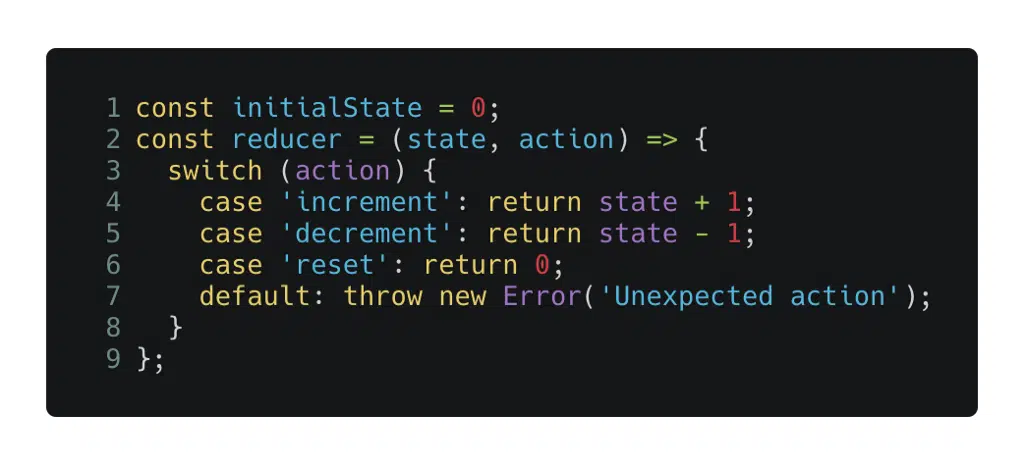 1 const initialState = 0;
2 const reducer = (state, action) => {
3   switch (action) {
4     case 'increment': return state + 1;
5     case 'decrement': return state - 1;
6     case 'reset': return 0;
7     default: throw new Error('Unexpected action');
8   }
9 };